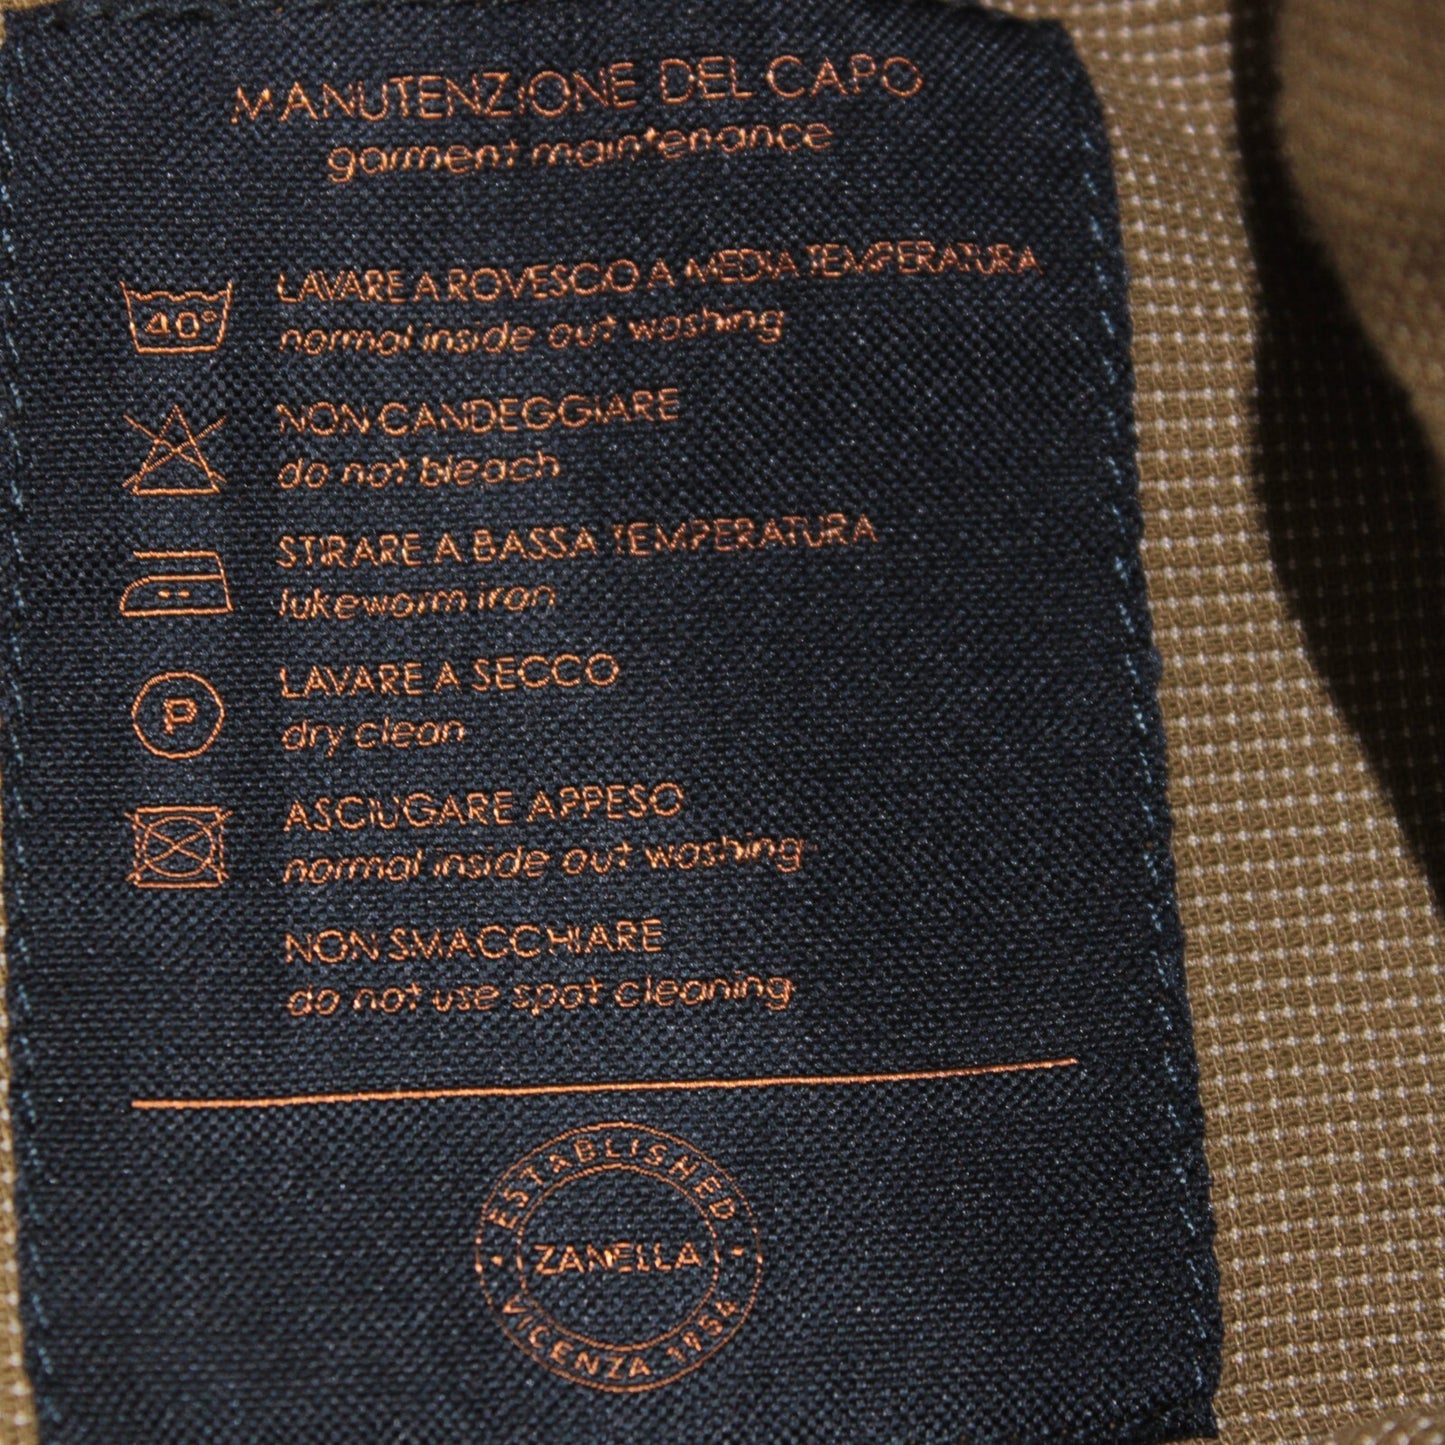 MANUTENZIONE DEL CAPO
garment maintenance
40°
LAVARE A ROVESCIO A MEDIA TEMPERATURA
normal inside out washing
NON CANDEGGIARE
do not bleach
STIRARE A BASSA TEMPERATURA
lukewarm iron
P
LAVARE A SECCO
dry clean
ASCIUGARE APPESO
normal inside out washing
NON SMACCHIARE
do not use spot cleaning
ESTABLISHED
ZANELLA
VICENZA 1954